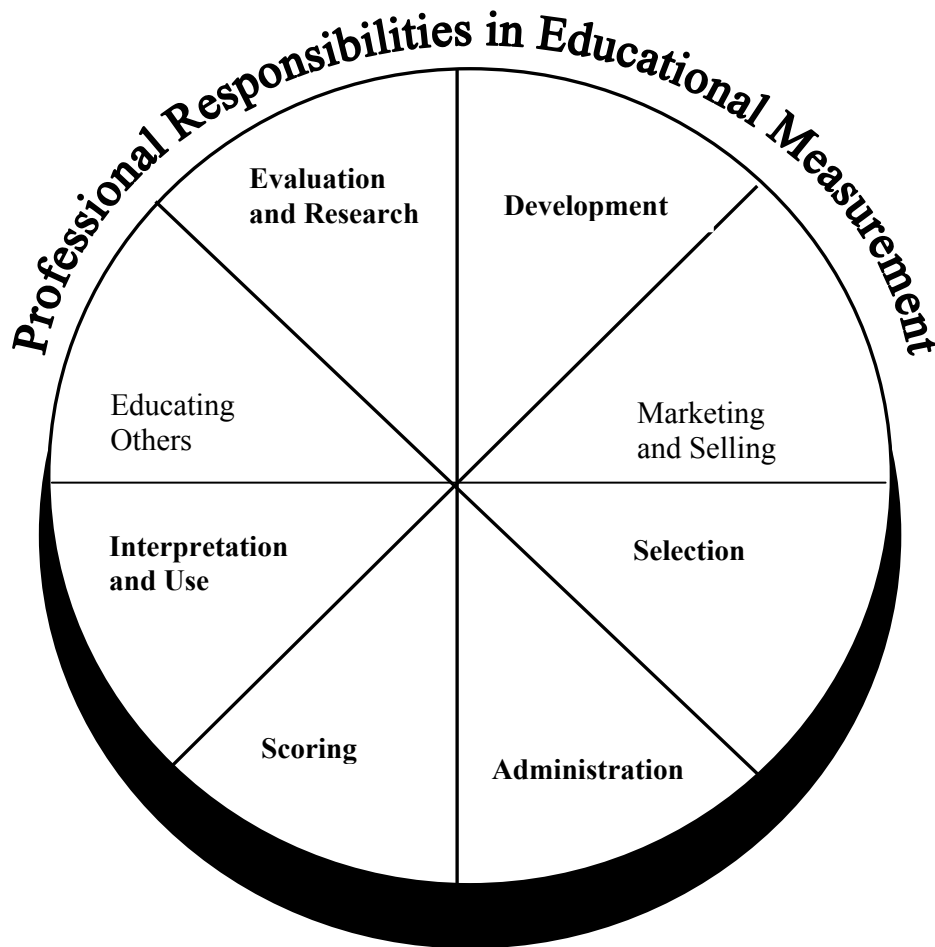 Professional Responsibilities in Educational Measurement
Evaluation
and Research
Development
Educating
Others
Marketing
and Selling
Interpretation
and Use
Selection
Scoring
Administration